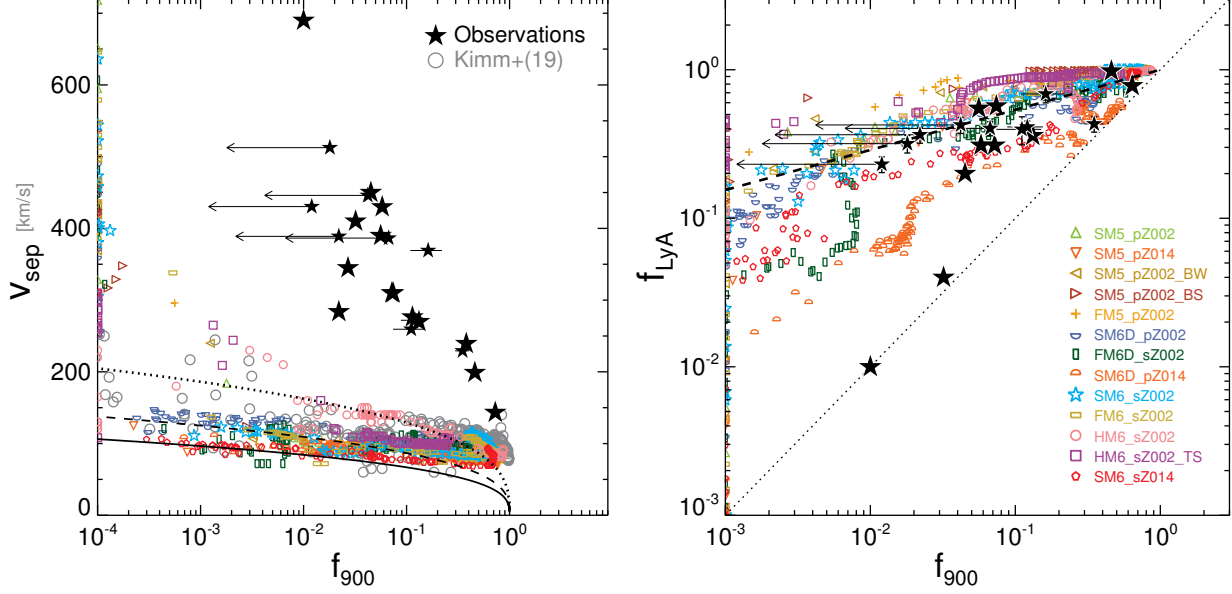 Observations
Kimm+(19)
v_sep [km/s]
600
400
200
0
10^-4
10^-3
10^-2
10^-1
10^0
f_900
f_LyA
10^0
10^-1
10^-2
10^-3
SM5_pZ002
SM5_pZ014
SM5_pZ002_BW
SM5_pZ002_BS
FM5_pZ002
SM6D_pZ002
FM6D_sZ002
SM6D_pZ014
SM6_sZ002
FM6_sZ002
HM6_sZ002
HM6_sZ002_TS
SM6_sZ014
10^-3
10^-2
10^-1
10^0
f_900